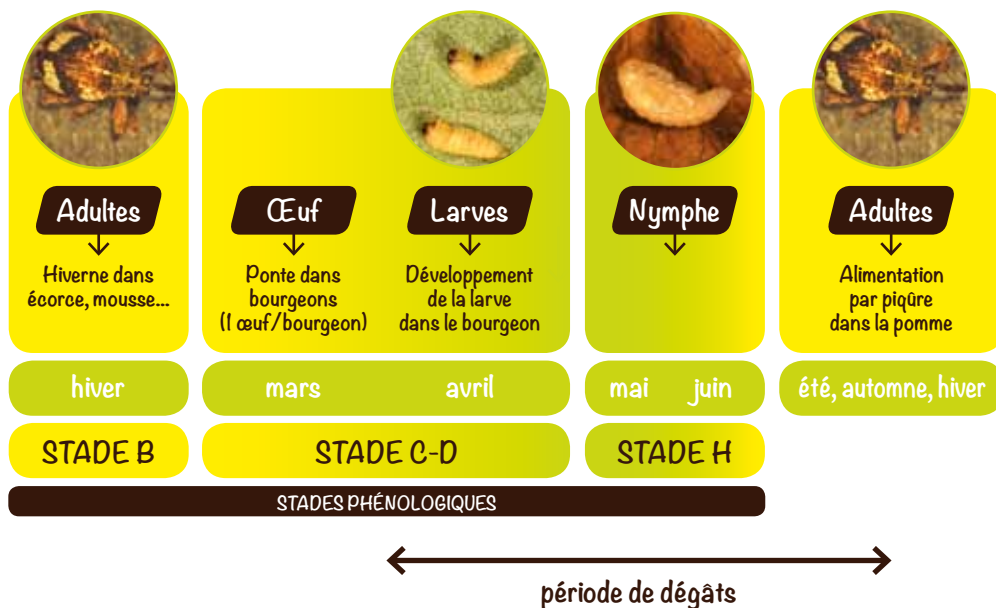 Adultes
Hiverne dans
écorce, mousse...
Œuf
Ponte dans
bourgeons
(1 œuf/bourgeon)
Larves
Développement
de la larve
dans le bourgeon
Nymphe
Adultes
Alimentation
par piqûre
dans la pomme
hiver
mars
avril
mai juin
été, automne, hiver
STADE B
STADE C-D
STADE H
STADES PHÉNOLOGIQUES
période de dégâts